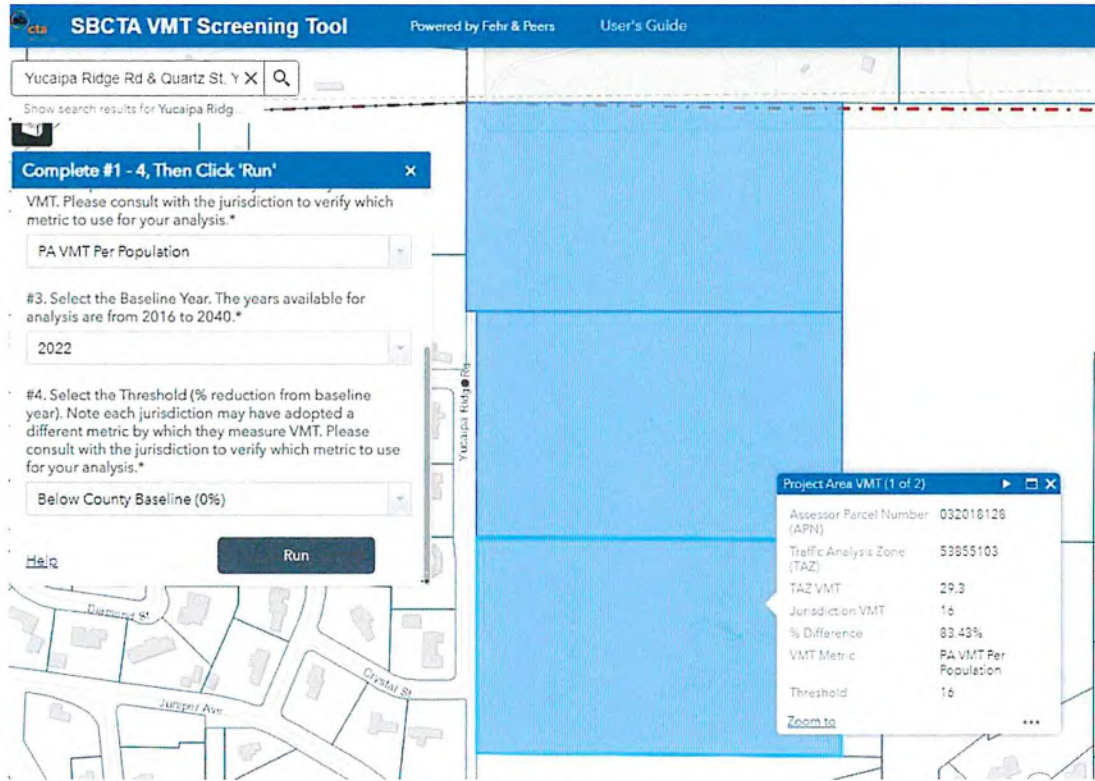 cta
SBCTA VMT Screening Tool
Powered by Fehr & Peers
User's Guide
Yucaipa Ridge Rd & Quartz St, Y
Show search results for Yucaipa Ridg...
Complete #1 - 4, Then Click 'Run'
VMT. Please consult with the jurisdiction to verify which
metric to use for your analysis.*
PA VMT Per Population
#3. Select the Baseline Year. The years available for
analysis are from 2016 to 2040.*
2022
#4. Select the Threshold (% reduction from baseline
year). Note each jurisdiction may have adopted a
different metric by which they measure VMT. Please
consult with the jurisdiction to verify which metric to use
for your analysis.*
Below County Baseline (0%)
Help
Run
Yucaipa Ridge Rd
Diamond St
Crystal St
Juniper Ave
Project Area VMT (1 of 2)
Assessor Parcel Number 032018128
(APN)
Traffic Analysis Zone 53855103
(TAZ)
TAZ VMT 29.3
Jurisdiction VMT 16
% Difference 83.43%
VMT Metric PA VMT Per
Population
Threshold 16
Zoom to
...